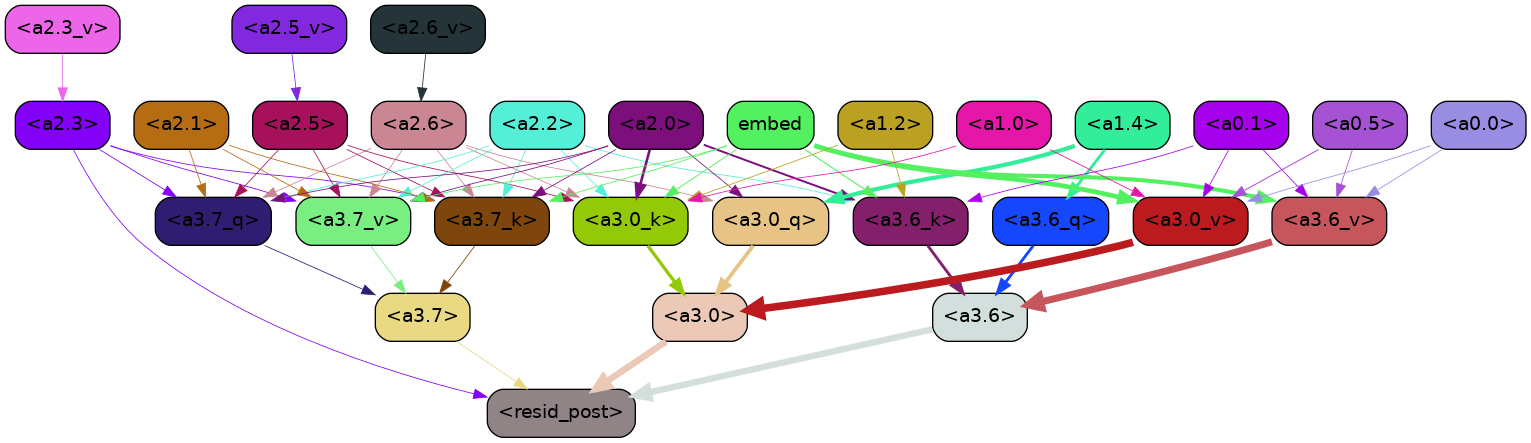 <a2.3_v> <a2.5_v> <a2.6_v>
<a2.3> <a2.1> <a2.5> <a2.6> <a2.2> <a2.0> embed <a1.2> <a1.0> <a1.4> <a0.1> <a0.5> <a0.0>
<a3.7_q> <a3.7_v> <a3.7_k> <a3.0_k> <a3.0_q> <a3.6_k> <a3.6_q> <a3.0_v> <a3.6_v>
<a3.7> <a3.0> <a3.6>
<resid_post>